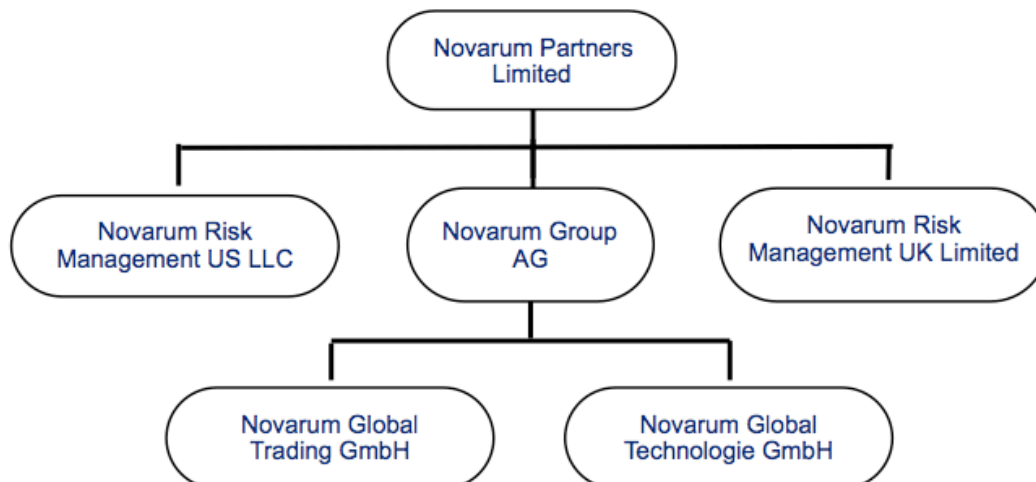 Novarum Partners
Limited
Novarum Risk
Management US LLC
Novarum Group
AG
Novarum Risk
Management UK Limited
Novarum Global
Trading GmbH
Novarum Global
Technologie GmbH